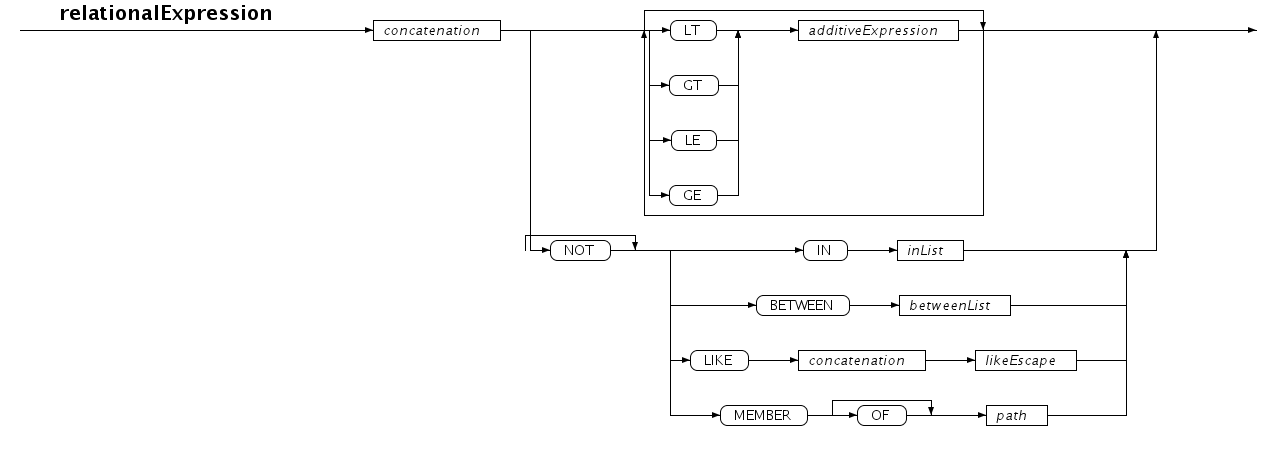 relationalExpression
concatenation LT additiveExpression
GT
LE
GE
NOT IN inList
BETWEEN betweenList
LIKE concatenation likeEscape
MEMBER OF path